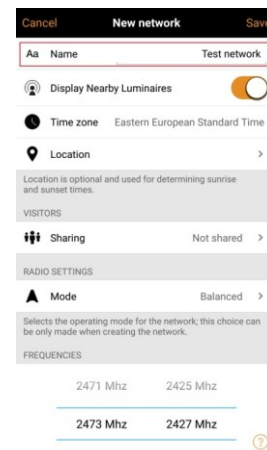 Cancel New network Save
Aa Name Test network
Display Nearby Luminaires
Time zone Eastern European Standard Time
Location >
Location is optional and used for determining sunrise
and sunset times.
VISITORS
Sharing Not shared >
RADIO SETTINGS
Mode Balanced >
Selects the operating mode for the network; this choice can
be only made when creating the network.
FREQUENCIES
2471 Mhz 2425 Mhz
2473 Mhz 2427 Mhz
?